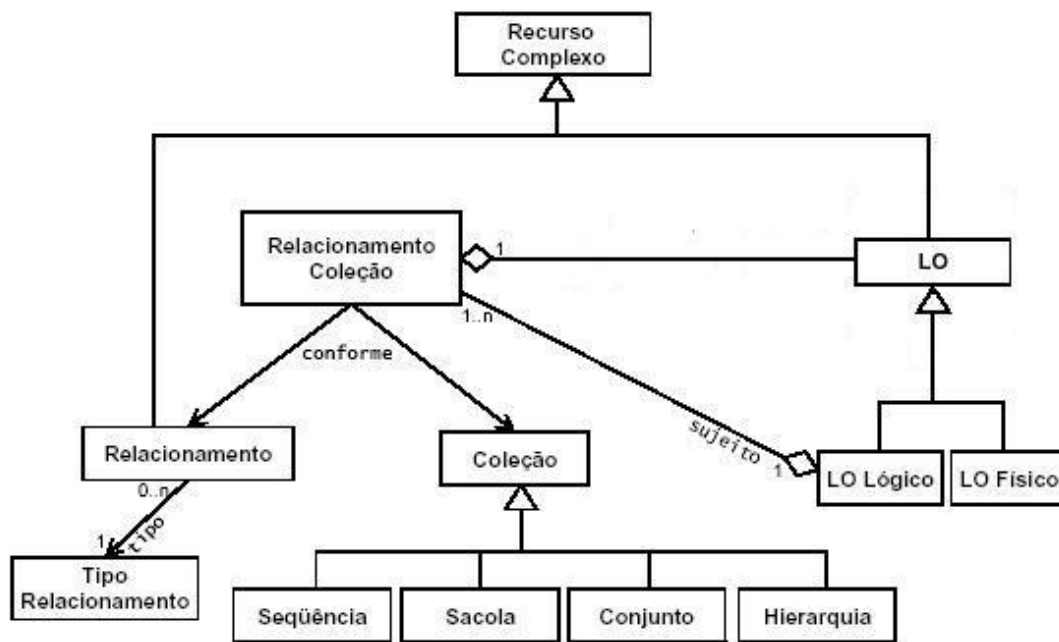 Recurso
Complexo
Relacionamento
Coleção
1
LO
1..n
conforme
sujeito
Relacionamento
Coleção
1
LO Lógico
LO Físico
0..n
tipo
1
Tipo
Relacionamento
Seqüência
Sacola
Conjunto
Hierarquia